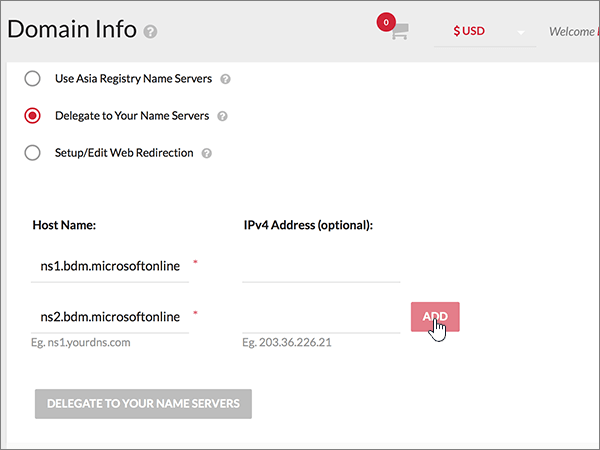 Domain Info ?
0
$ USD
Welcome
Use Asia Registry Name Servers ?
Delegate to Your Name Servers ?
Setup/Edit Web Redirection ?
Host Name: IPv4 Address (optional):
ns1.bdm.microsoftonline *
ns2.bdm.microsoftonline * ADD
Eg. ns1.yourdns.com Eg. 203.36.226.21
DELEGATE TO YOUR NAME SERVERS